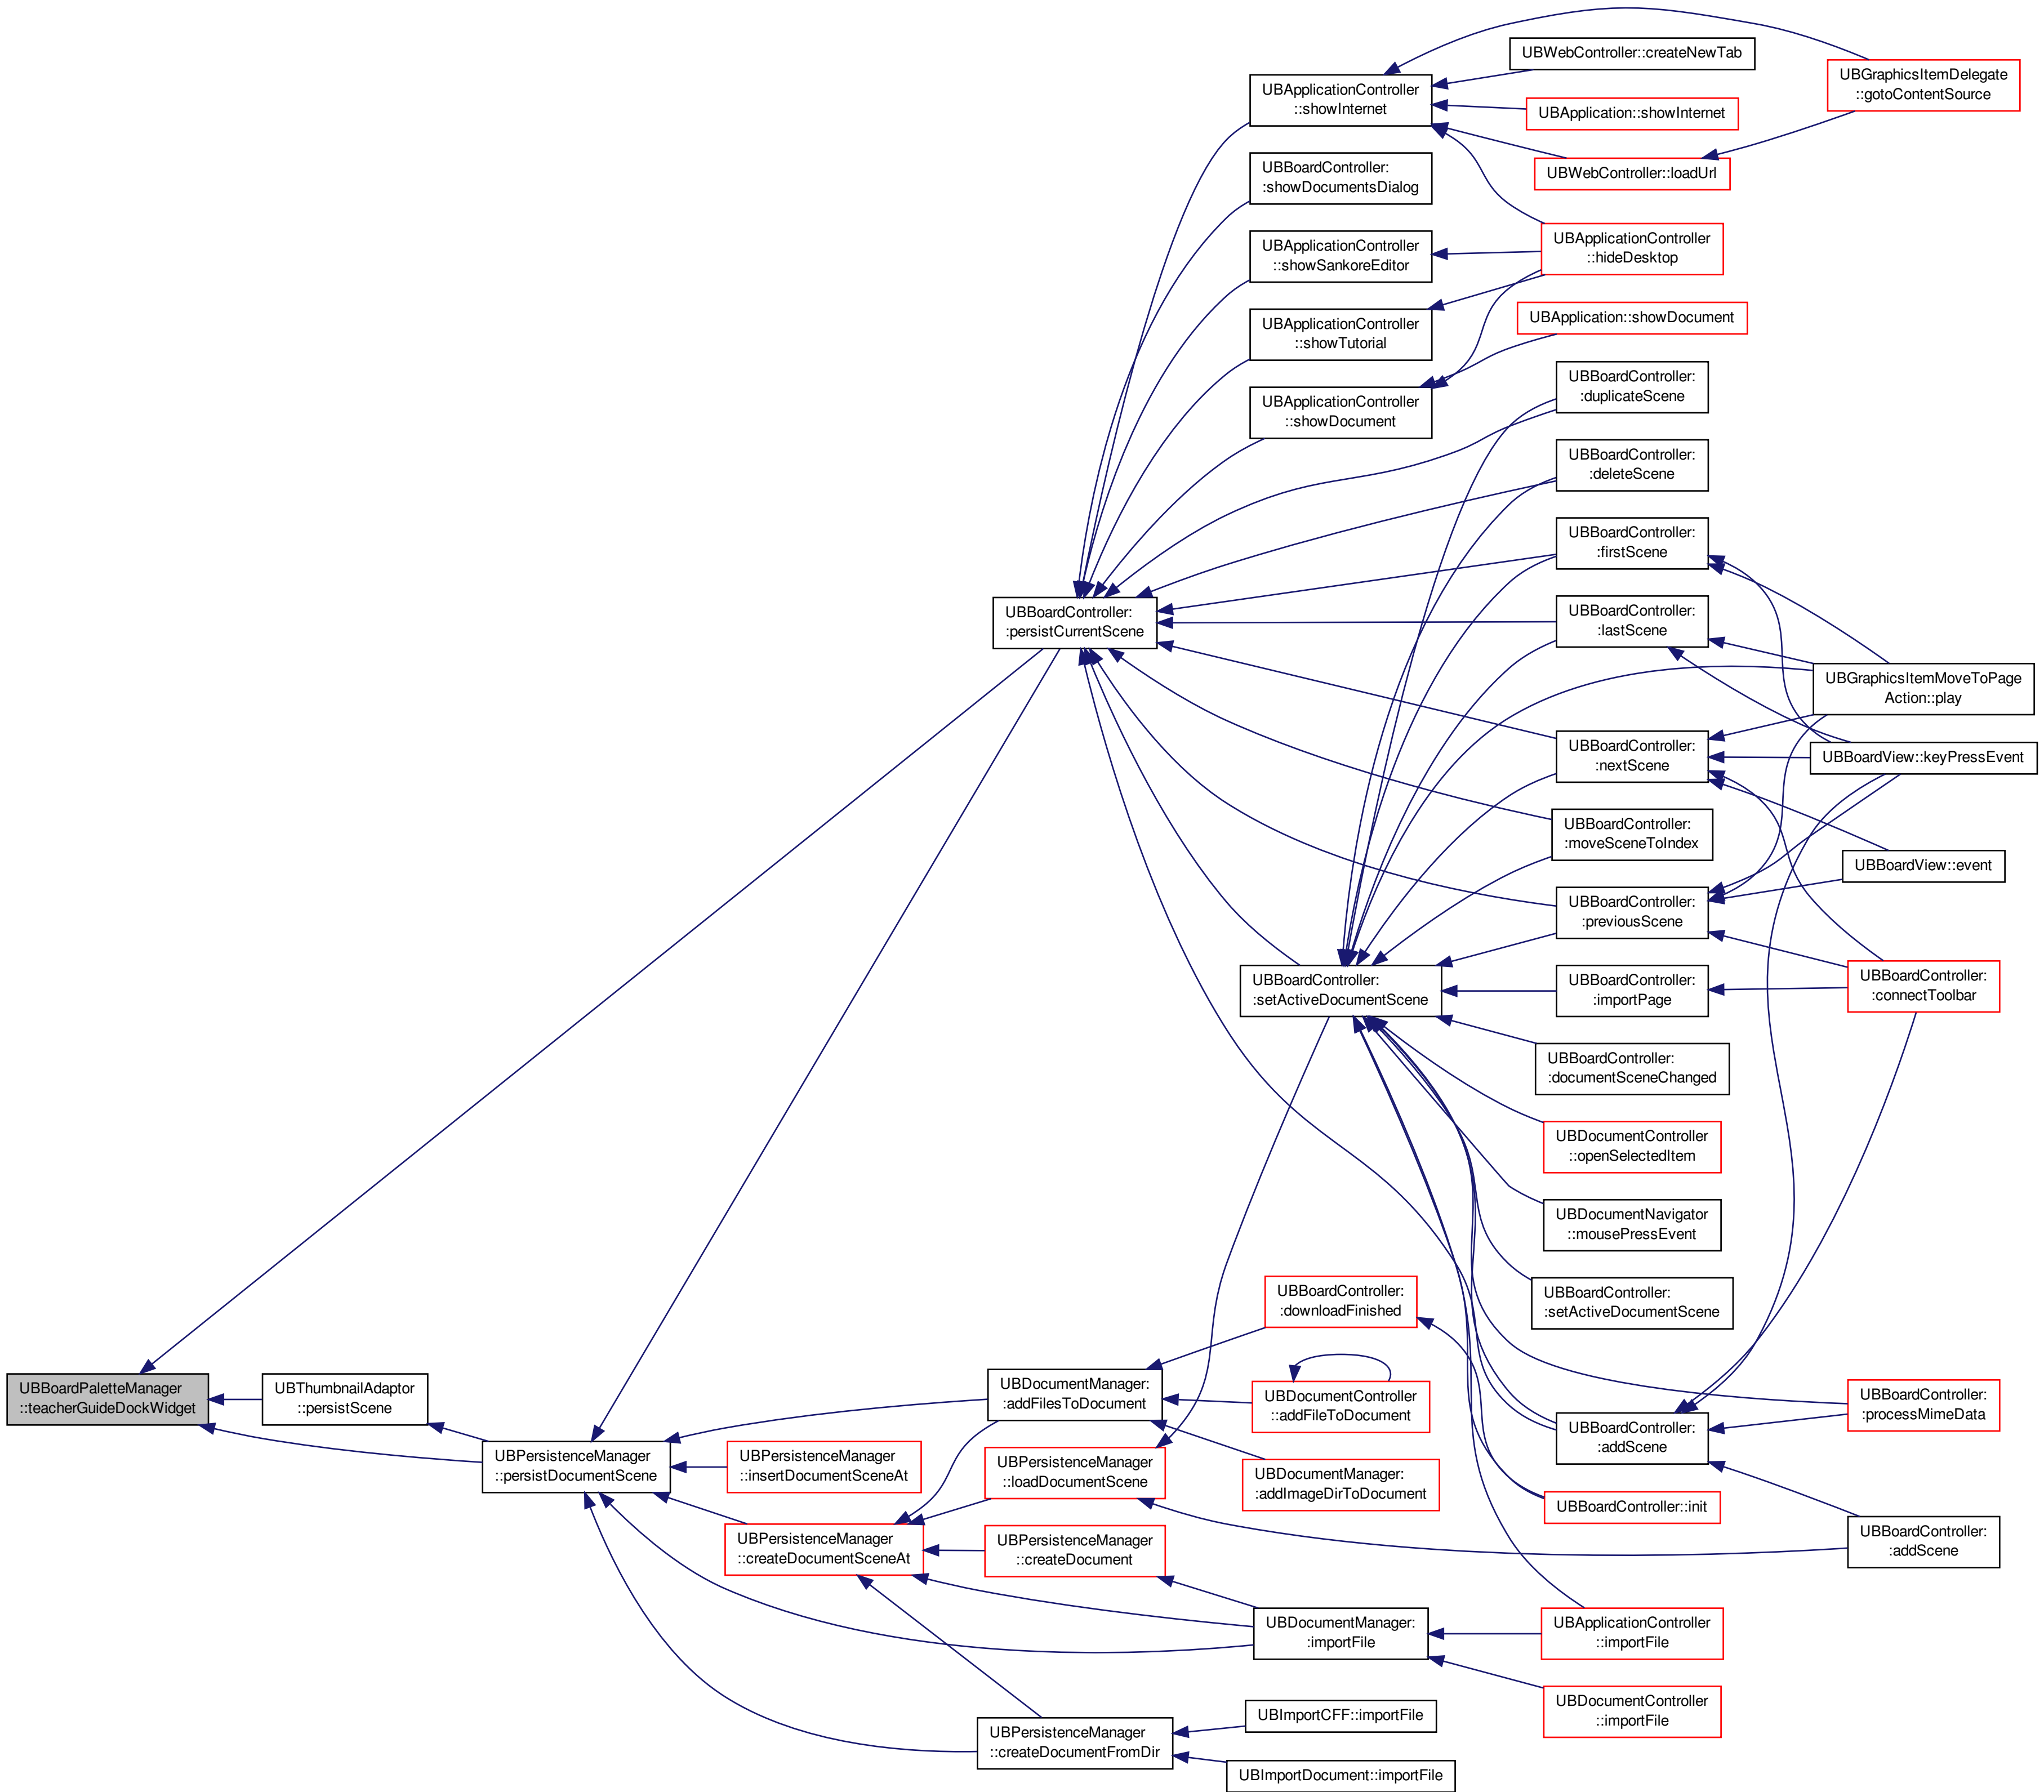 UBWebController::createNewTab
UBGraphicsItemDelegate
::gotoContentSource
UBApplicationController
::showInternet
UBApplication::showInternet
UBBoardController:
:showDocumentsDialog
UBWebController::loadUrl
UBApplicationController
::showSankoreEditor
UBApplicationController
::hideDesktop
UBApplicationController
::showTutorial
UBApplication::showDocument
UBApplicationController
::showDocument
UBBoardController:
:duplicateScene
UBBoardController:
:deleteScene
UBBoardController:
:firstScene
UBBoardController:
:persistCurrentScene
UBBoardController:
:lastScene
UBGraphicsItemMoveToPage
Action::play
UBBoardController:
:nextScene
UBBoardView::keyPressEvent
UBBoardController:
:moveSceneToIndex
UBBoardView::event
UBBoardController:
:previousScene
UBBoardController:
:setActiveDocumentScene
UBBoardController:
:importPage
UBBoardController:
:connectToolbar
UBBoardController:
:documentSceneChanged
UBDocumentController
::openSelectedItem
UBDocumentNavigator
::mousePressEvent
UBBoardController:
:downloadFinished
UBBoardController:
:setActiveDocumentScene
UBBoardPaletteManager
::teacherGuideDockWidget
UBThumbnailAdaptor
::persistScene
UBDocumentManager:
:addFilesToDocument
UBDocumentController
::addFileToDocument
UBBoardController:
:processMimeData
UBBoardController:
:addScene
UBPersistenceManager
::persistDocumentScene
UBPersistenceManager
::insertDocumentSceneAt
UBPersistenceManager
::loadDocumentScene
UBDocumentManager:
:addImageDirToDocument
UBBoardController::init
UBPersistenceManager
::createDocumentSceneAt
UBPersistenceManager
::createDocument
UBBoardController:
:addScene
UBDocumentManager:
:importFile
UBApplicationController
::importFile
UBDocumentController
::importFile
UBPersistenceManager
::createDocumentFromDir
UBImportCFF::importFile
UBImportDocument::importFile